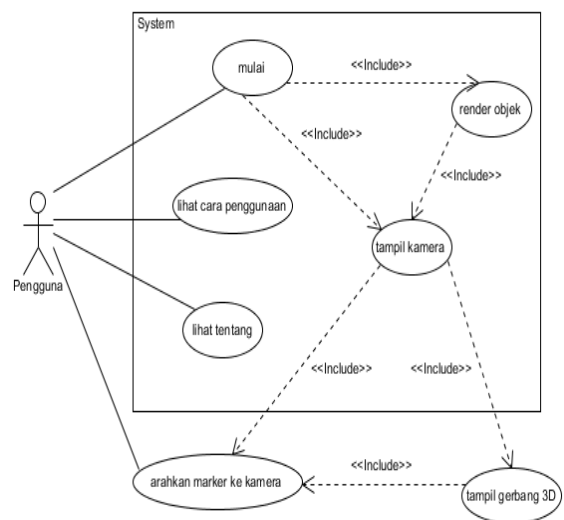 System
mulai
<<Include>>
render objek
<<Include>>
<<Include>>
lihat cara penggunaan
tampil kamera
Pengguna
lihat tentang
<<Include>>
<<Include>>
<<Include>>
arahkan marker ke kamera
tampil gerbang 3D